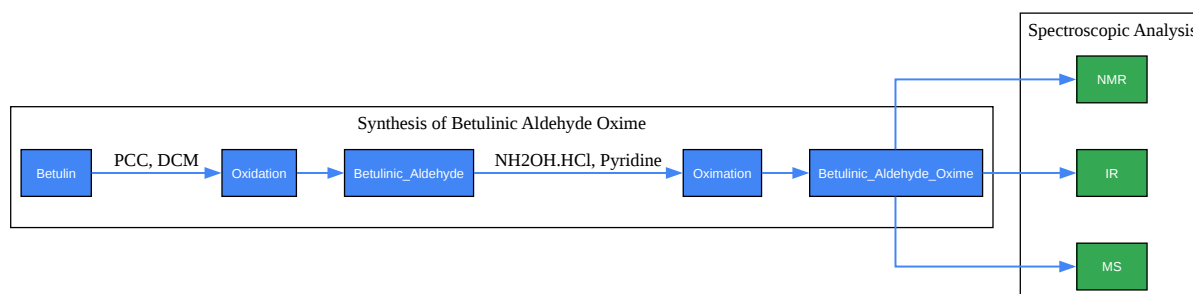 Spectroscopic Analysis
NMR
Synthesis of Betulinic Aldehyde Oxime
Betulin
PCC, DCM
Oxidation
Betulinic_Aldehyde
NH2OH.HCl, Pyridine
Oximation
Betulinic_Aldehyde_Oxime
IR
MS